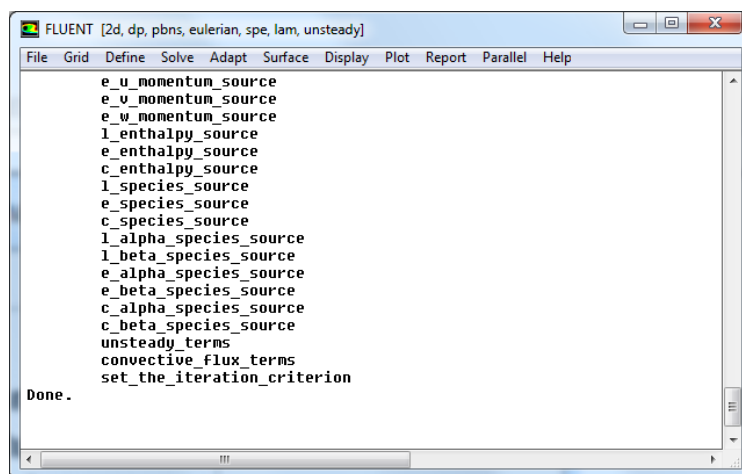 FLUENT [2d, dp, pbns, eulerian, spe, lam, unsteady]
File Grid Define Solve Adapt Surface Display Plot Report Parallel Help
e_u_momentum_source
e_v_momentum_source
e_w_momentum_source
l_enthalpy_source
e_enthalpy_source
c_enthalpy_source
l_species_source
e_species_source
c_species_source
l_alpha_species_source
l_beta_species_source
e_alpha_species_source
e_beta_species_source
c_alpha_species_source
c_beta_species_source
unsteady_terms
convective_flux_terms
set_the_iteration_criterion
Done.